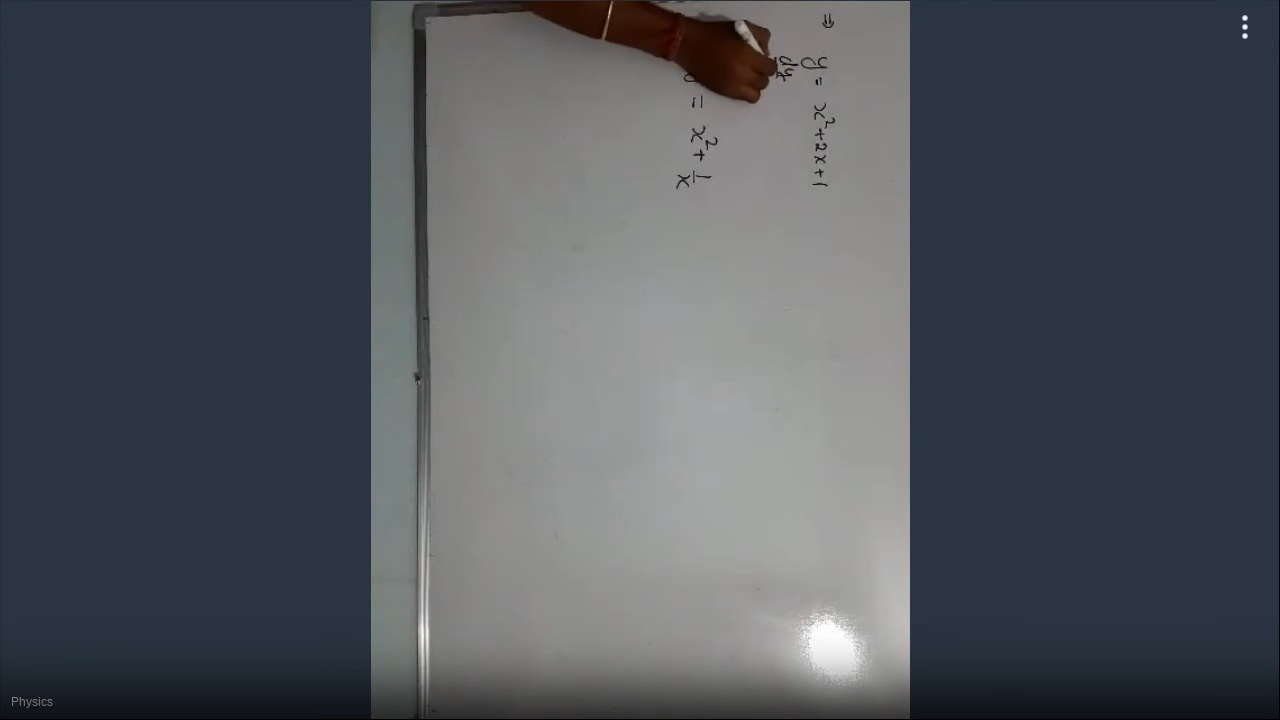 ⇒ y = x² + 2x + 1
dy
y = x² + 1/x
Physics